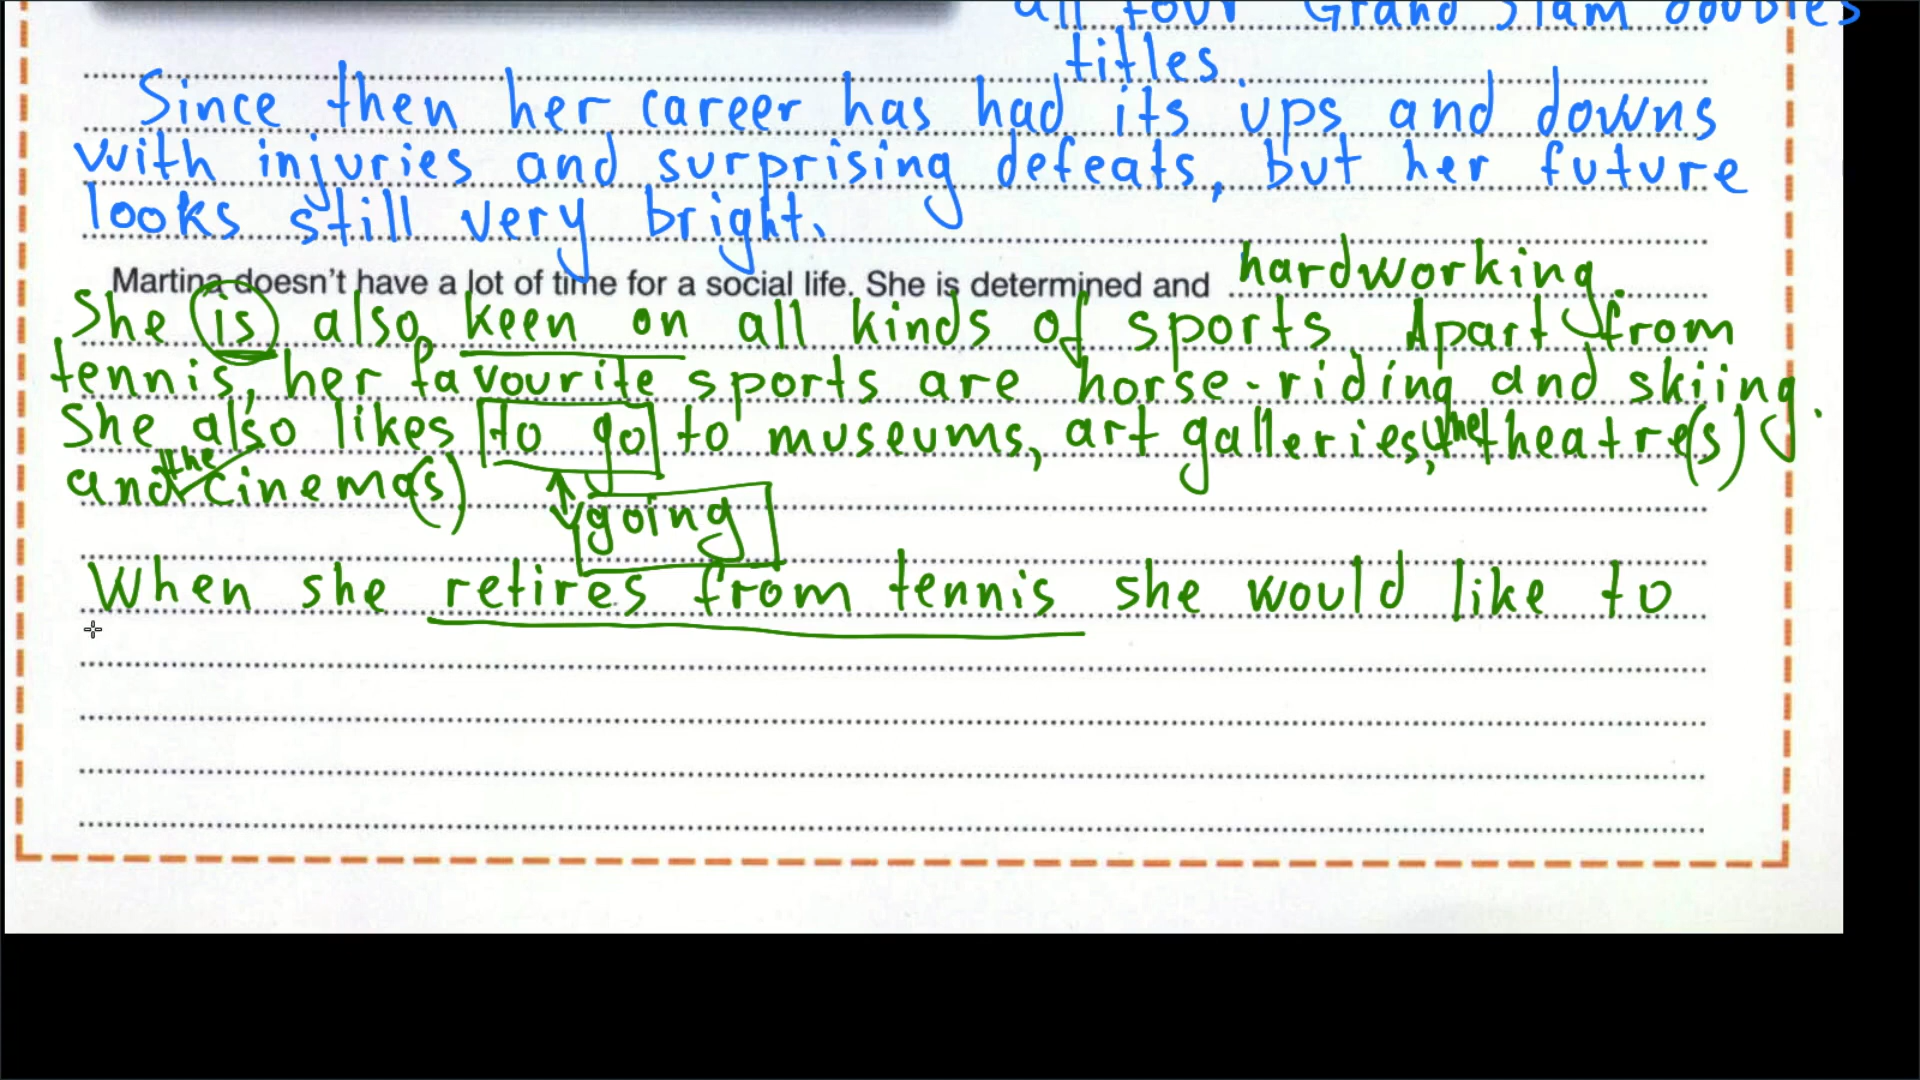 all four Grand Slam doubles
titles.
Since then her career has had its ups and downs
with injuries and surprising defeats, but her future
looks still very bright.
Martina doesn't have a lot of time for a social life. She is determined and hardworking.
She is also keen on all kinds of sports Apart from
tennis, her favourite sports are horse-riding and skiing.
She also likes to go to museums, art galleries, the theatre(s)
and the cinema(s)
going
When she retires from tennis she would like to